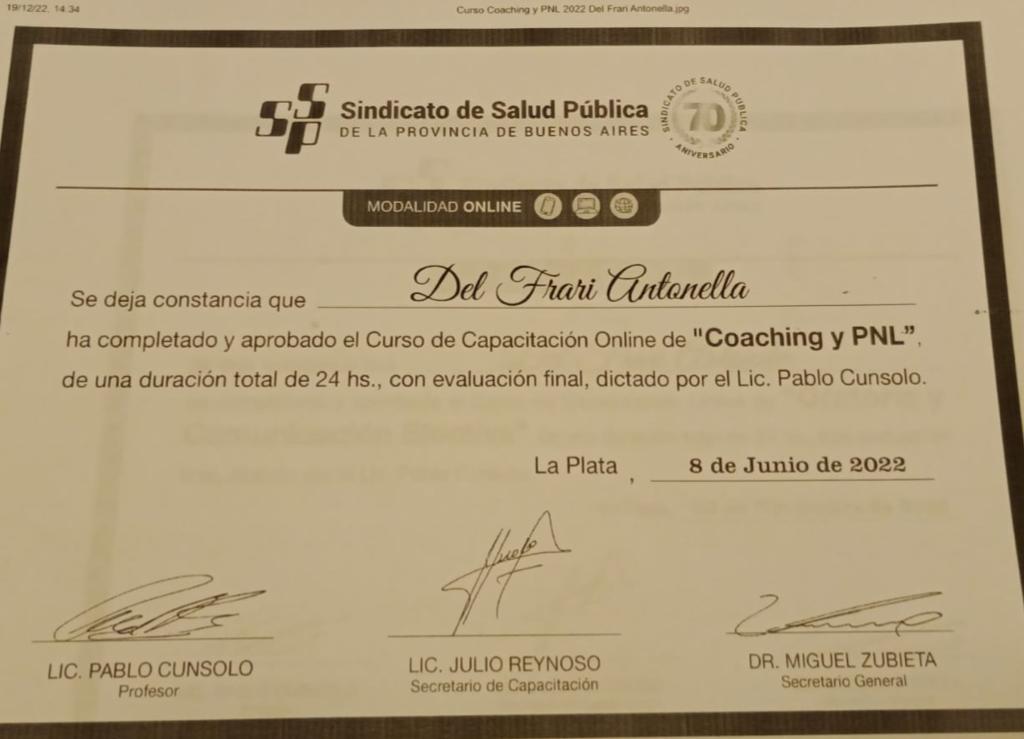 19/12/22, 14:34
Curso Coaching y PNL 2022 Del Frari Antonella.jpg
SSP
Sindicato de Salud Pública
DE LA PROVINCIA DE BUENOS AIRES
SINDICATO DE SALUD PUBLICA
70
ANIVERSARIO
MODALIDAD ONLINE
Se deja constancia que Del Frari Antonella
ha completado y aprobado el Curso de Capacitación Online de "Coaching y PNL",
de una duración total de 24 hs., con evaluación final, dictado por el Lic. Pablo Cunsolo.
La Plata, 8 de Junio de 2022
LIC. PABLO CUNSOLO
Profesor
LIC. JULIO REYNOSO
Secretario de Capacitación
DR. MIGUEL ZUBIETA
Secretario General